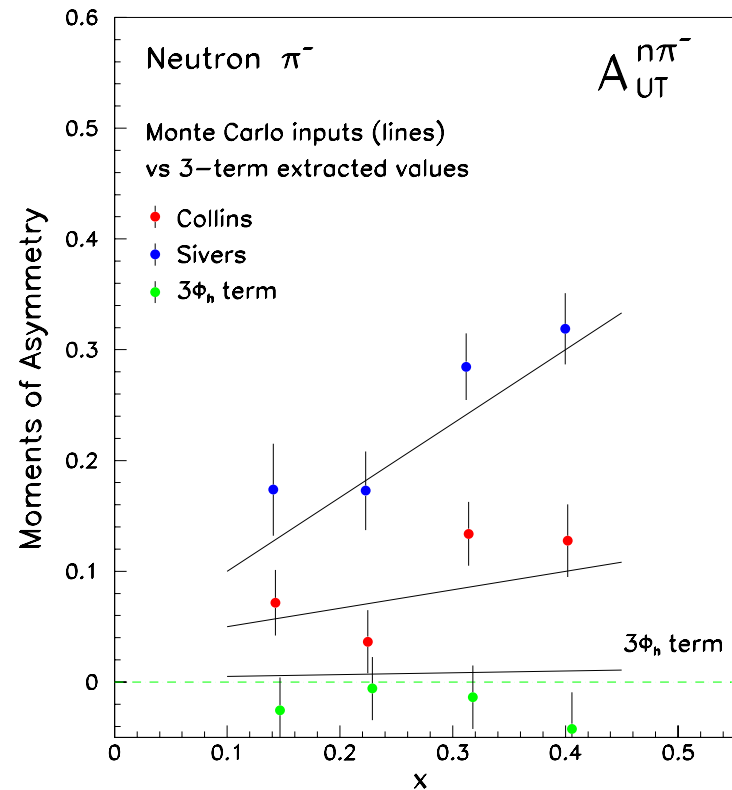 0.6
Neutron π⁻
A_UT^{nπ⁻}
0.5
Monte Carlo inputs (lines)
vs 3-term extracted values
Collins
Sivers
3Φₕ term
0.4
0.3
0.2
0.1
0
Moments of Asymmetry
3Φₕ term
0 0.1 0.2 0.3 0.4 0.5
x